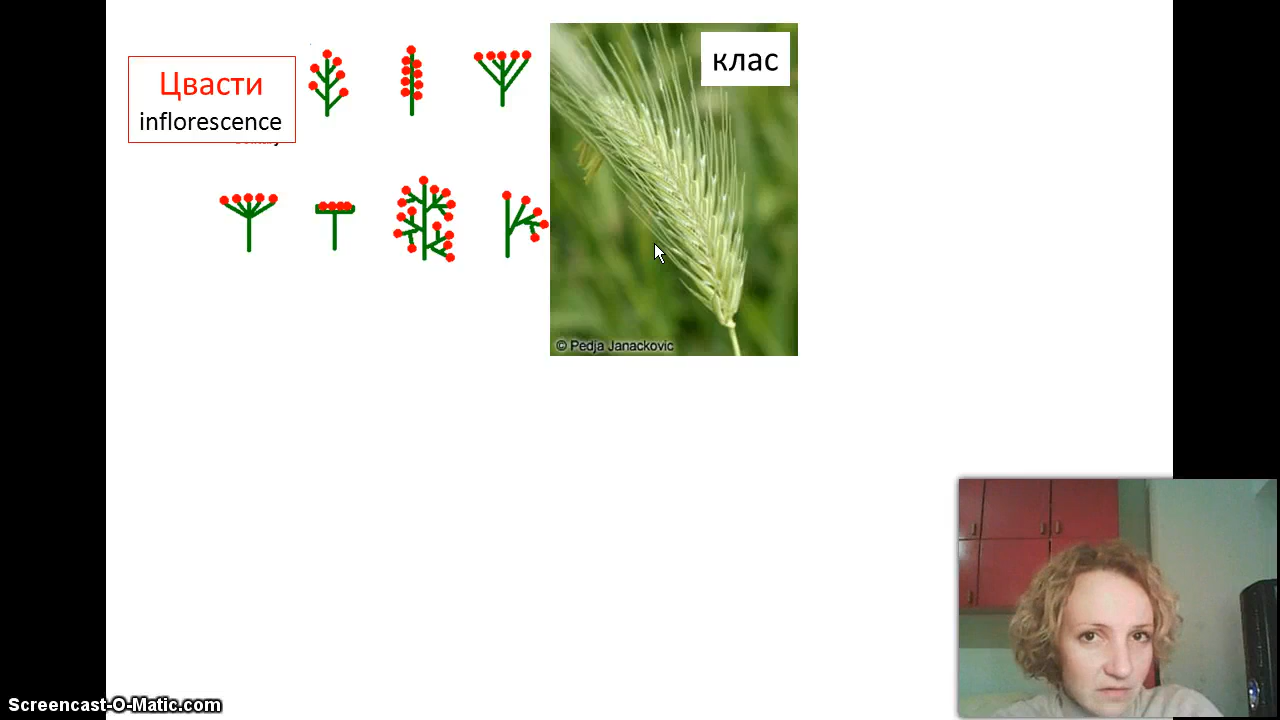 Цвасти
inflorescence
клас
© Pedja Janackovic
Screencast-O-Matic.com